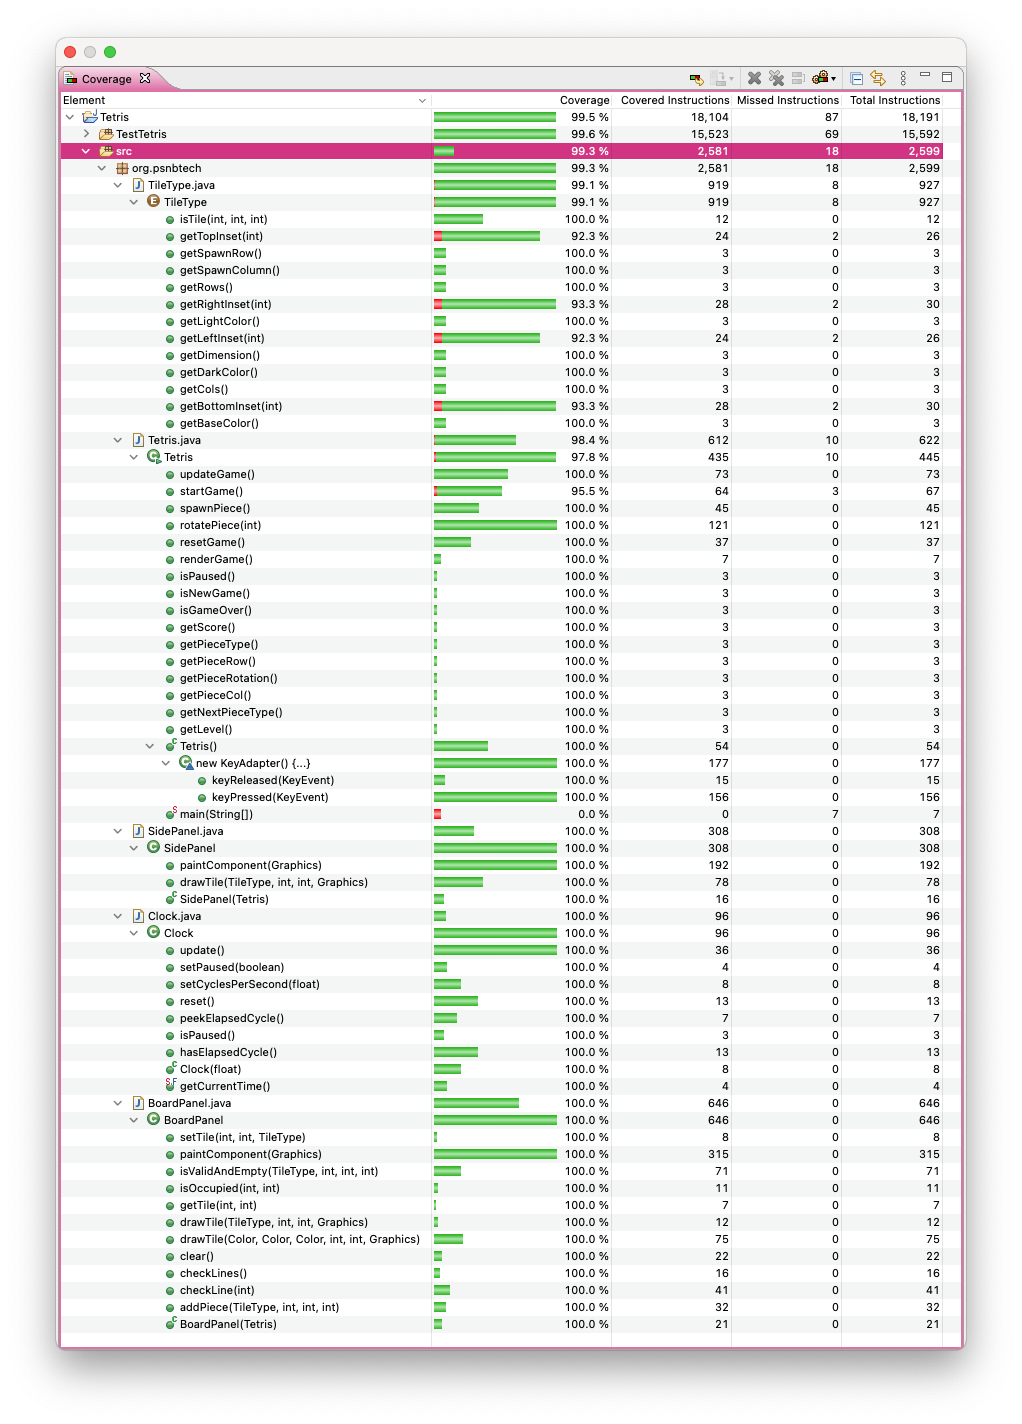 Coverage
Element Coverage Covered Instructions Missed Instructions Total Instructions
Tetris 99.5 % 18,104 87 18,191
TestTetris 99.6 % 15,523 69 15,592
src 99.3 % 2,581 18 2,599
org.psnbtech 99.3 % 2,581 18 2,599
TileType.java 99.1 % 919 8 927
TileType 99.1 % 919 8 927
isTile(int, int, int) 100.0 % 12 0 12
getTopInset(int) 92.3 % 24 2 26
getSpawnRow() 100.0 % 3 0 3
getSpawnColumn() 100.0 % 3 0 3
getRows() 100.0 % 3 0 3
getRightInset(int) 93.3 % 28 2 30
getLightColor() 100.0 % 3 0 3
getLeftInset(int) 92.3 % 24 2 26
getDimension() 100.0 % 3 0 3
getDarkColor() 100.0 % 3 0 3
getCols() 100.0 % 3 0 3
getBottomInset(int) 93.3 % 28 2 30
getBaseColor() 100.0 % 3 0 3
Tetris.java 98.4 % 612 10 622
Tetris 97.8 % 435 10 445
updateGame() 100.0 % 73 0 73
startGame() 95.5 % 64 3 67
spawnPiece() 100.0 % 45 0 45
rotatePiece(int) 100.0 % 121 0 121
resetGame() 100.0 % 37 0 37
renderGame() 100.0 % 7 0 7
isPaused() 100.0 % 3 0 3
isNewGame() 100.0 % 3 0 3
isGameOver() 100.0 % 3 0 3
getScore() 100.0 % 3 0 3
getPieceType() 100.0 % 3 0 3
getPieceRow() 100.0 % 3 0 3
getPieceRotation() 100.0 % 3 0 3
getPieceCol() 100.0 % 3 0 3
getNextPieceType() 100.0 % 3 0 3
getLevel() 100.0 % 3 0 3
Tetris() 100.0 % 54 0 54
new KeyAdapter() {...} 100.0 % 177 0 177
keyReleased(KeyEvent) 100.0 % 15 0 15
keyPressed(KeyEvent) 100.0 % 156 0 156
main(String[]) 0.0 % 0 7 7
SidePanel.java 100.0 % 308 0 308
SidePanel 100.0 % 308 0 308
paintComponent(Graphics) 100.0 % 192 0 192
drawTile(TileType, int, int, Graphics) 100.0 % 78 0 78
SidePanel(Tetris) 100.0 % 16 0 16
Clock.java 100.0 % 96 0 96
Clock 100.0 % 96 0 96
update() 100.0 % 36 0 36
setPaused(boolean) 100.0 % 4 0 4
setCyclesPerSecond(float) 100.0 % 8 0 8
reset() 100.0 % 13 0 13
peekElapsedCycle() 100.0 % 7 0 7
isPaused() 100.0 % 3 0 3
hasElapsedCycle() 100.0 % 13 0 13
Clock(float) 100.0 % 8 0 8
getCurrentTime() 100.0 % 4 0 4
BoardPanel.java 100.0 % 646 0 646
BoardPanel 100.0 % 646 0 646
setTile(int, int, TileType) 100.0 % 8 0 8
paintComponent(Graphics) 100.0 % 315 0 315
isValidAndEmpty(TileType, int, int, int) 100.0 % 71 0 71
isOccupied(int, int) 100.0 % 11 0 11
getTile(int, int) 100.0 % 7 0 7
drawTile(TileType, int, int, Graphics) 100.0 % 12 0 12
drawTile(Color, Color, Color, int, int, Graphics) 100.0 % 75 0 75
clear() 100.0 % 22 0 22
checkLines() 100.0 % 16 0 16
checkLine(int) 100.0 % 41 0 41
addPiece(TileType, int, int, int) 100.0 % 32 0 32
BoardPanel(Tetris) 100.0 % 21 0 21